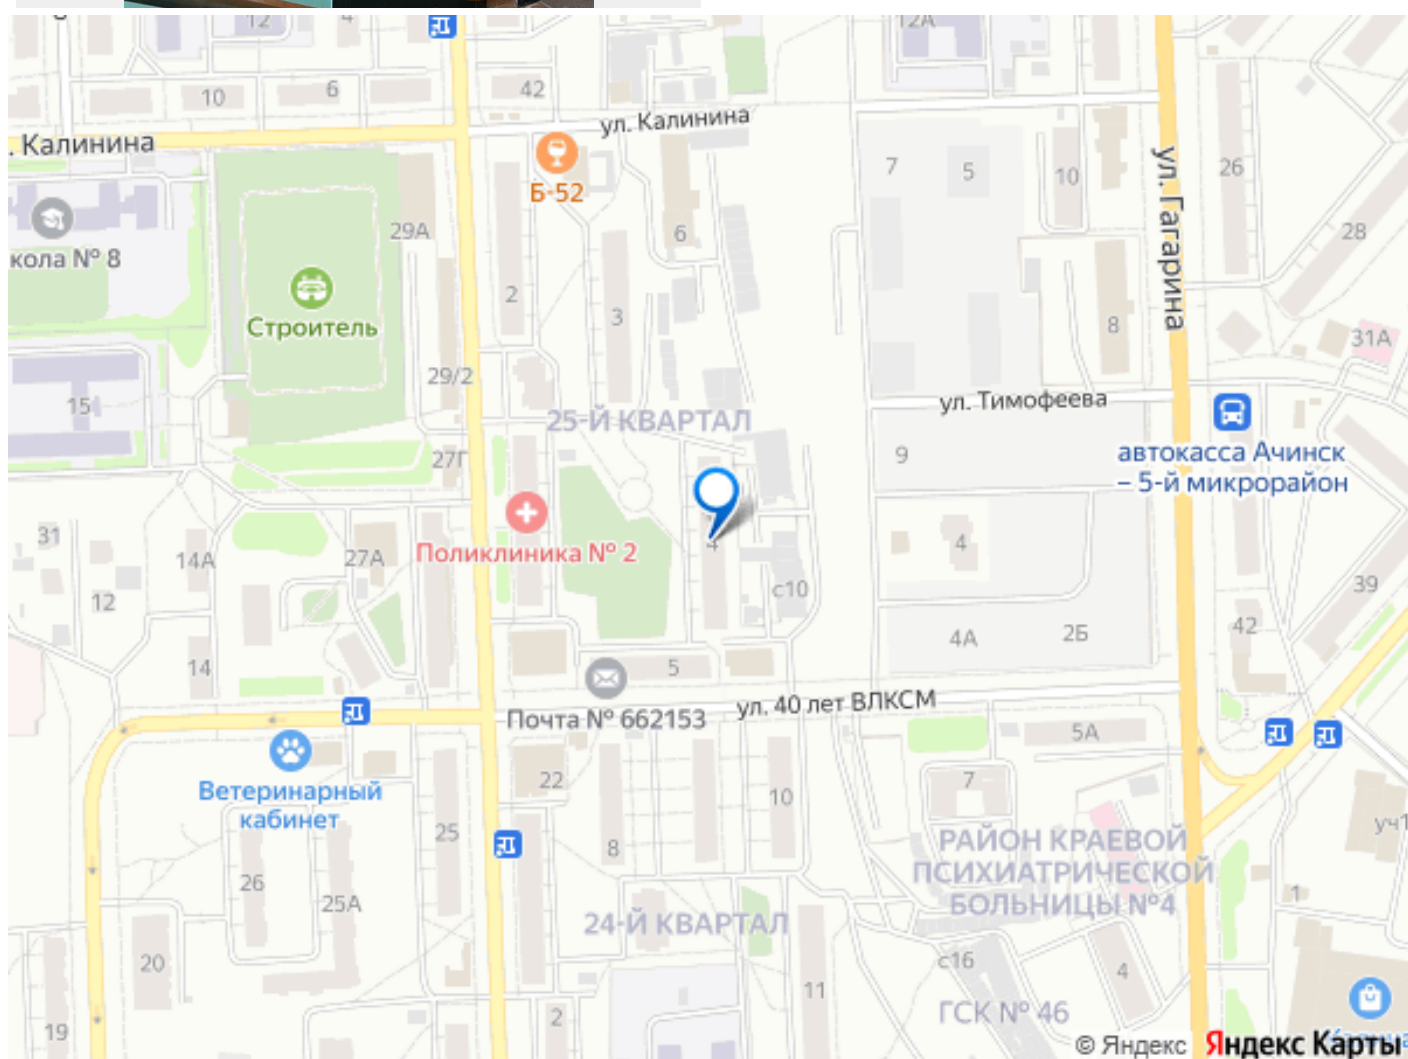 12
4
12А
10
6
42
ул. Калинина
. Калинина
7
5
10
26
ул. Гагарина
Б-52
29А
6
28
кола № 8
2
3
Строитель
8
31А
29/2
15
ул. Тимофеева
25-Й КВАРТАЛ
27Г
9
автокасса Ачинск
– 5-й микрорайон
31
14А
27А
Поликлиника № 2
4
4
12
с10
39
42
4А
2Б
14
5
Почта № 662153
ул. 40 лет ВЛКСМ
5А
Ветеринарный
кабинет
22
10
7
25
8
уч1
РАЙОН КРАЕВОЙ
ПСИХИАТРИЧЕСКОЙ
БОЛЬНИЦЫ №4
26
25А
1
24-Й КВАРТАЛ
20
с16
4
11
ГСК № 46
19
2
© Яндекс
Яндекс Карты